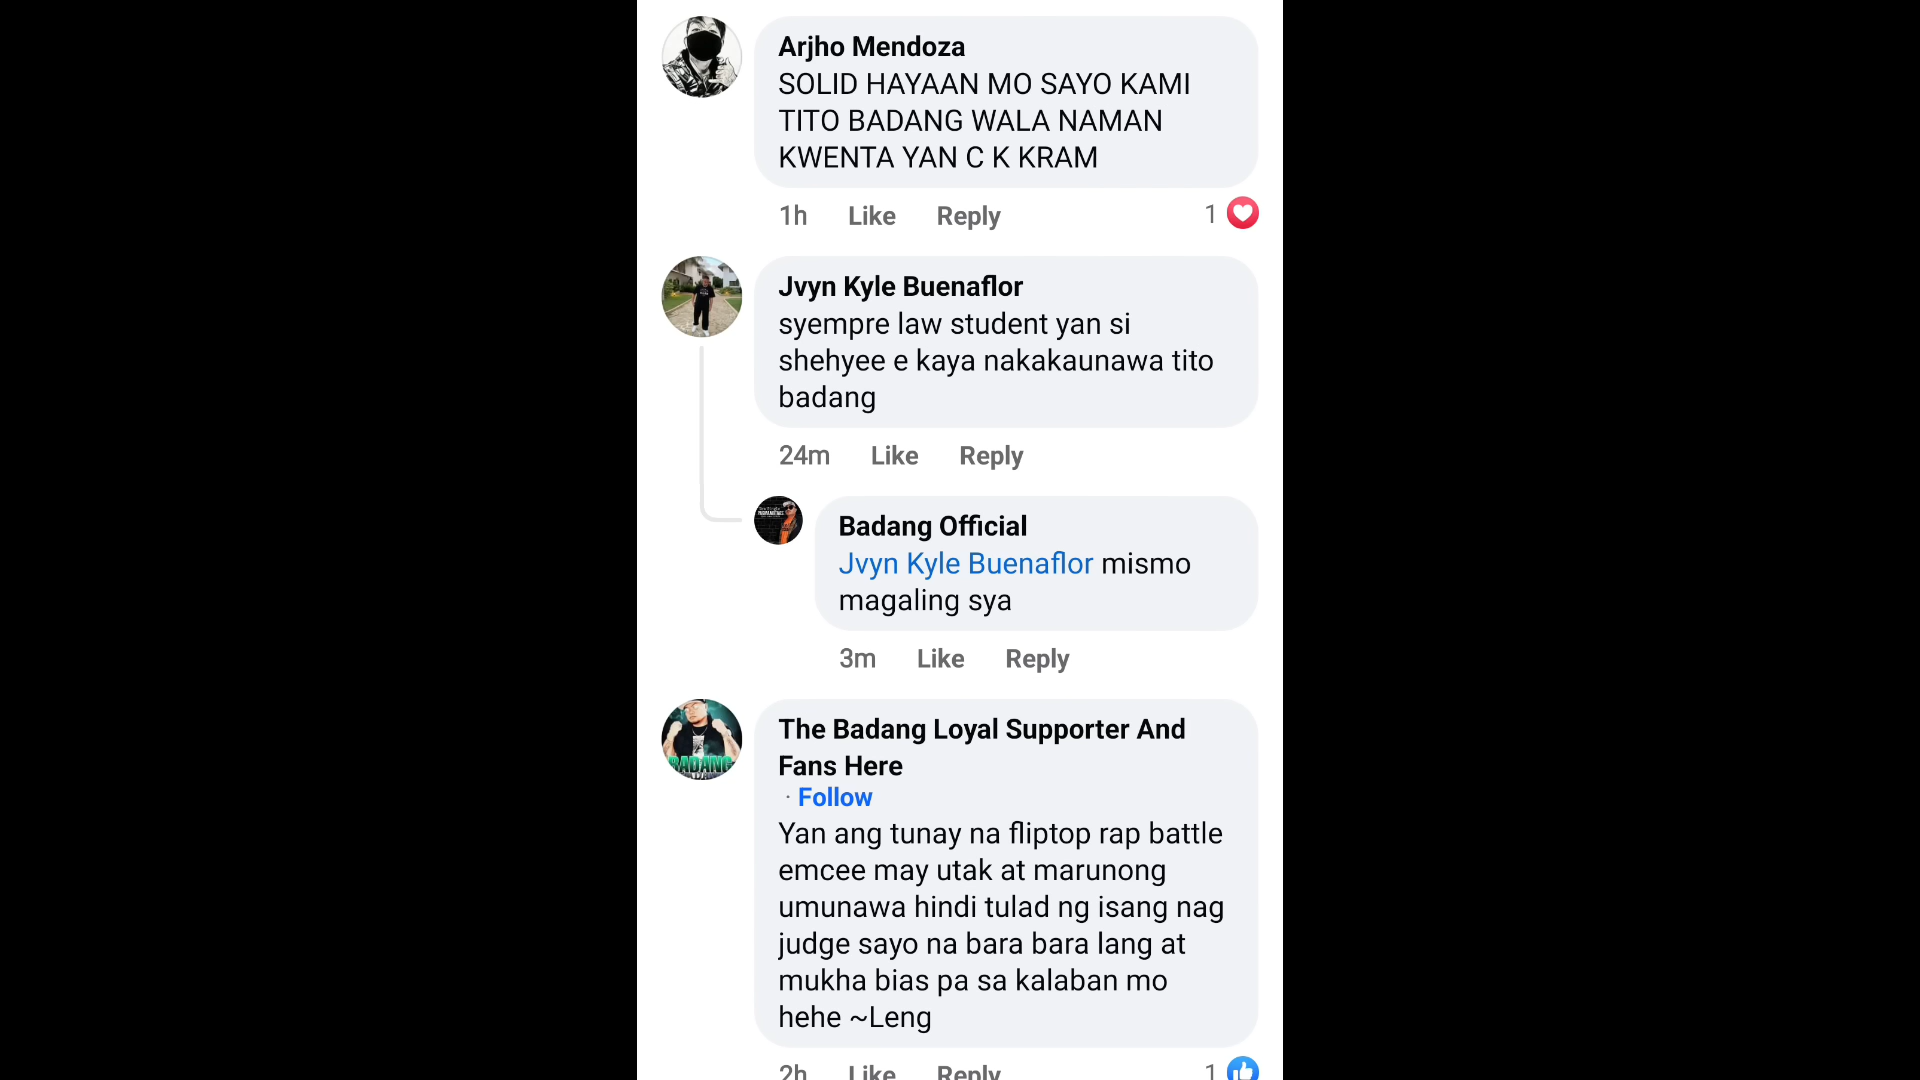 Arjho Mendoza
SOLID HAYAAN MO SAYO KAMI
TITO BADANG WALA NAMAN
KWENTA YAN C K KRAM
1h Like Reply 1
Jvyn Kyle Buenaflor
syempre law student yan si
shehyee e kaya nakakaunawa tito
badang
24m Like Reply
Badang Official
Jvyn Kyle Buenaflor mismo
magaling sya
3m Like Reply
The Badang Loyal Supporter And
Fans Here
· Follow
Yan ang tunay na fliptop rap battle
emcee may utak at marunong
umunawa hindi tulad ng isang nag
judge sayo na bara bara lang at
mukha bias pa sa kalaban mo
hehe ~Leng
2h Like Reply 1
BADANG